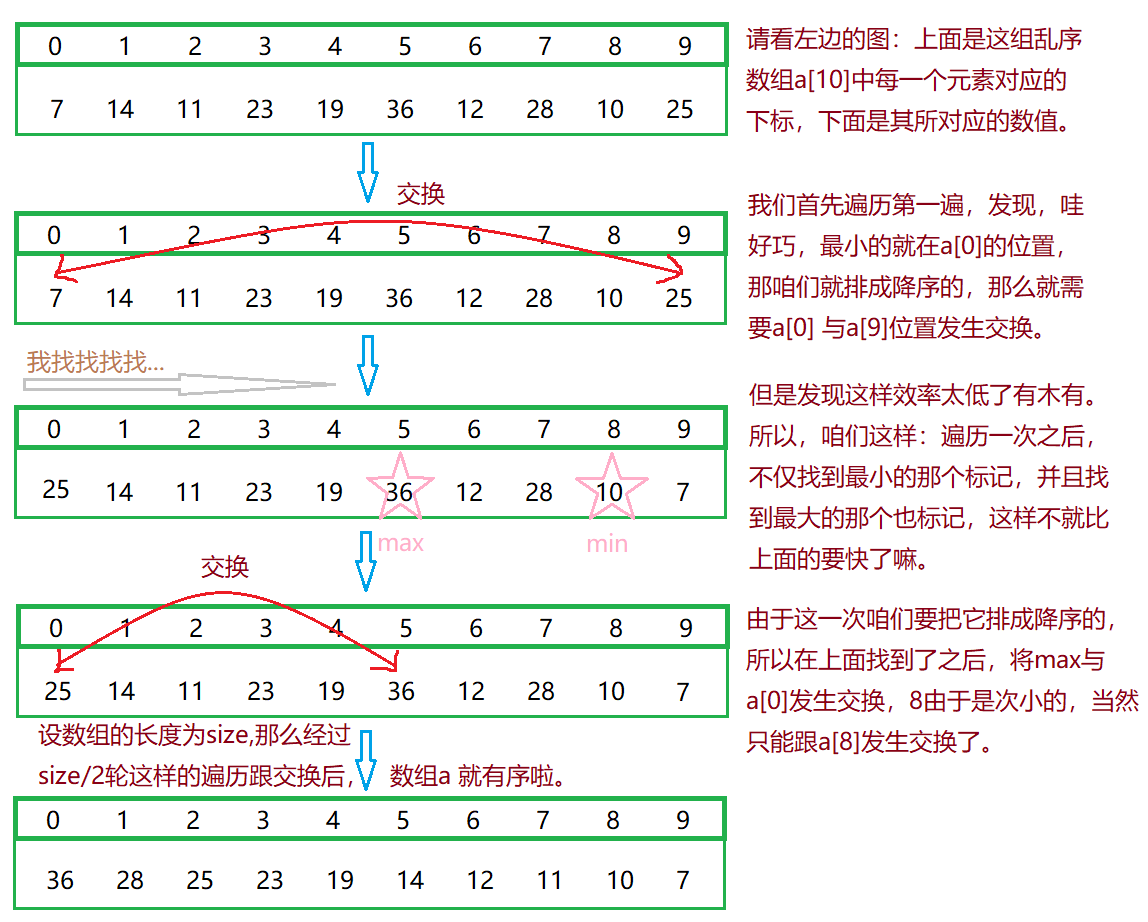 0 1 2 3 4 5 6 7 8 9
7 14 11 23 19 36 12 28 10 25
请看左边的图：上面是这组乱序
数组a[10]中每一个元素对应的
下标，下面是其所对应的数值。
交换
0 1 2 3 4 5 6 7 8 9
7 14 11 23 19 36 12 28 10 25
我们首先遍历第一遍，发现，哇
好巧，最小的就在a[0]的位置，
那咱们就排成降序的，那么就需
要a[0] 与a[9]位置发生交换。
我找找找找...
0 1 2 3 4 5 6 7 8 9
25 14 11 23 19 36 12 28 10 7
max min
但是发现这样效率太低了有木有。
所以，咱们这样：遍历一次之后，
不仅找到最小的那个标记，并且找
到最大的那个也标记，这样不就比
上面的要快了嘛。
交换
0 1 2 3 4 5 6 7 8 9
25 14 11 23 19 36 12 28 10 7
由于这一次咱们要把它排成降序的，
所以在上面找到了之后，将max与
a[0]发生交换，8由于是次小的，当然
只能跟a[8]发生交换了。
设数组的长度为size,那么经过
size/2轮这样的遍历跟交换后， 数组a 就有序啦。
0 1 2 3 4 5 6 7 8 9
36 28 25 23 19 14 12 11 10 7